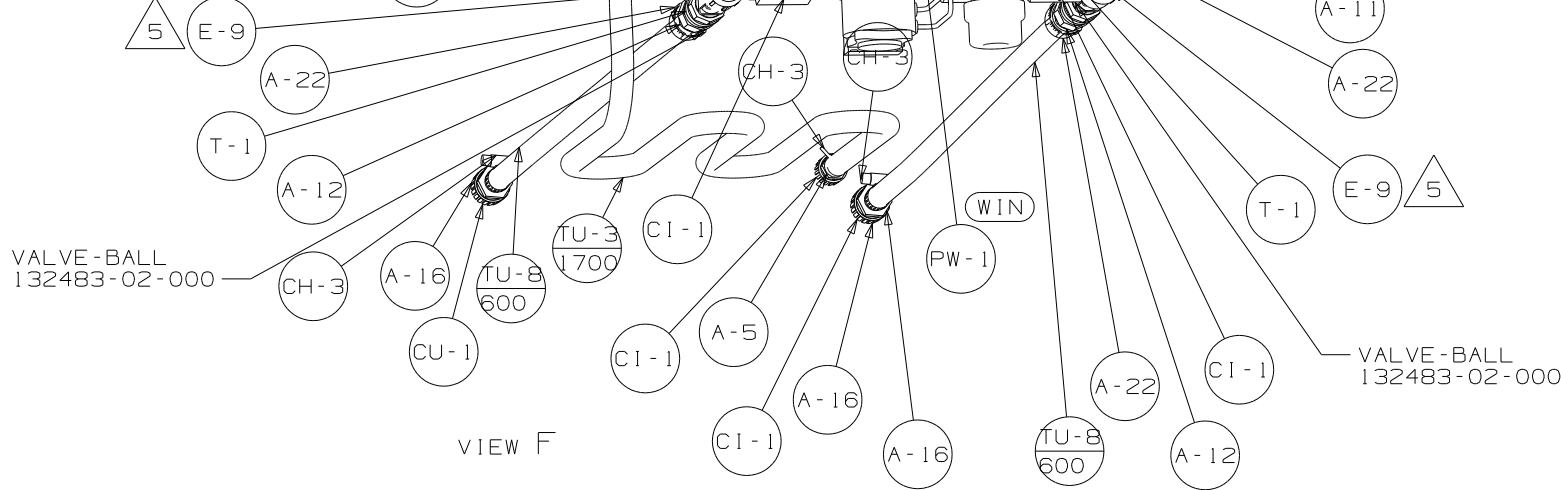 5
E-9
A-11
A-22
CH-3
CH-3
A-22
T-1
A-12
E-9
5
T-1
WIN
CI-1
TU-3
1700
PW-1
VALVE-BALL
132483-02-000
CH-3
A-16
TU-8
600
CU-1
CI-1
A-5
VALVE-BALL
132483-02-000
CI-1
A-22
A-16
VIEW F
CI-1
A-16
TU-8
600
A-12